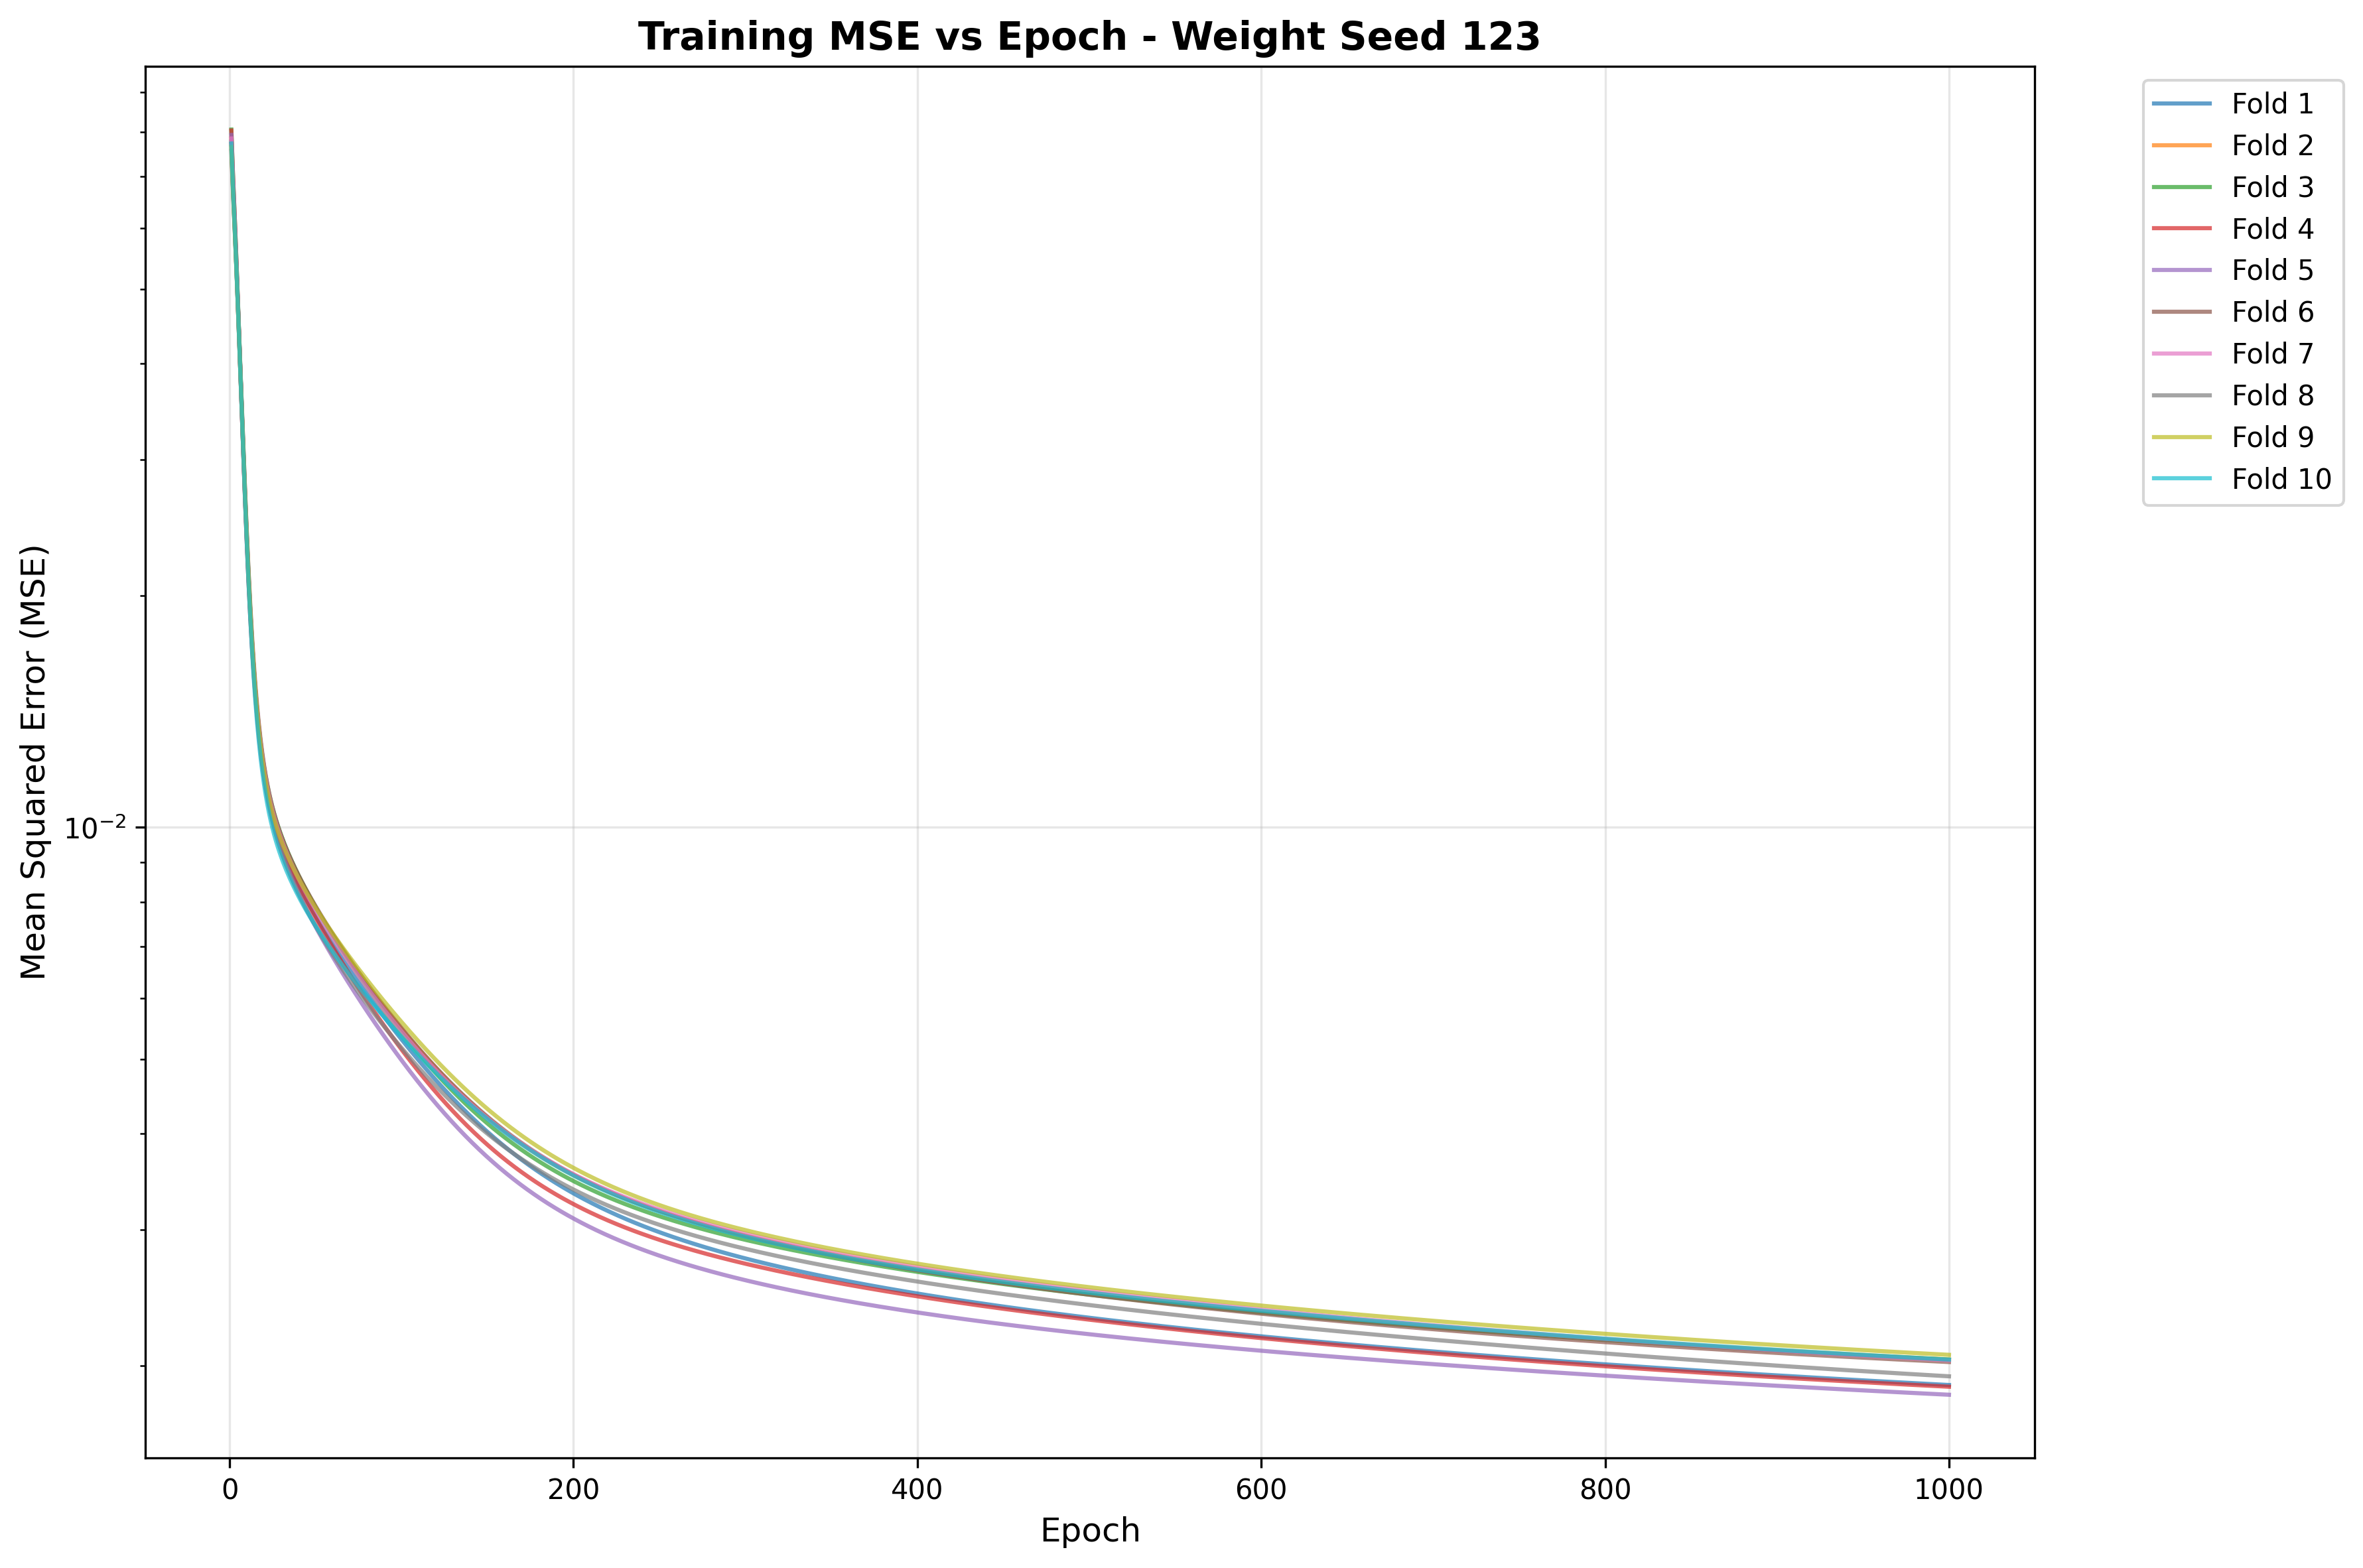 Training MSE vs Epoch - Weight Seed 123
Mean Squared Error (MSE)
10⁻²
0
200
400
600
800
1000
Epoch
Fold 1
Fold 2
Fold 3
Fold 4
Fold 5
Fold 6
Fold 7
Fold 8
Fold 9
Fold 10